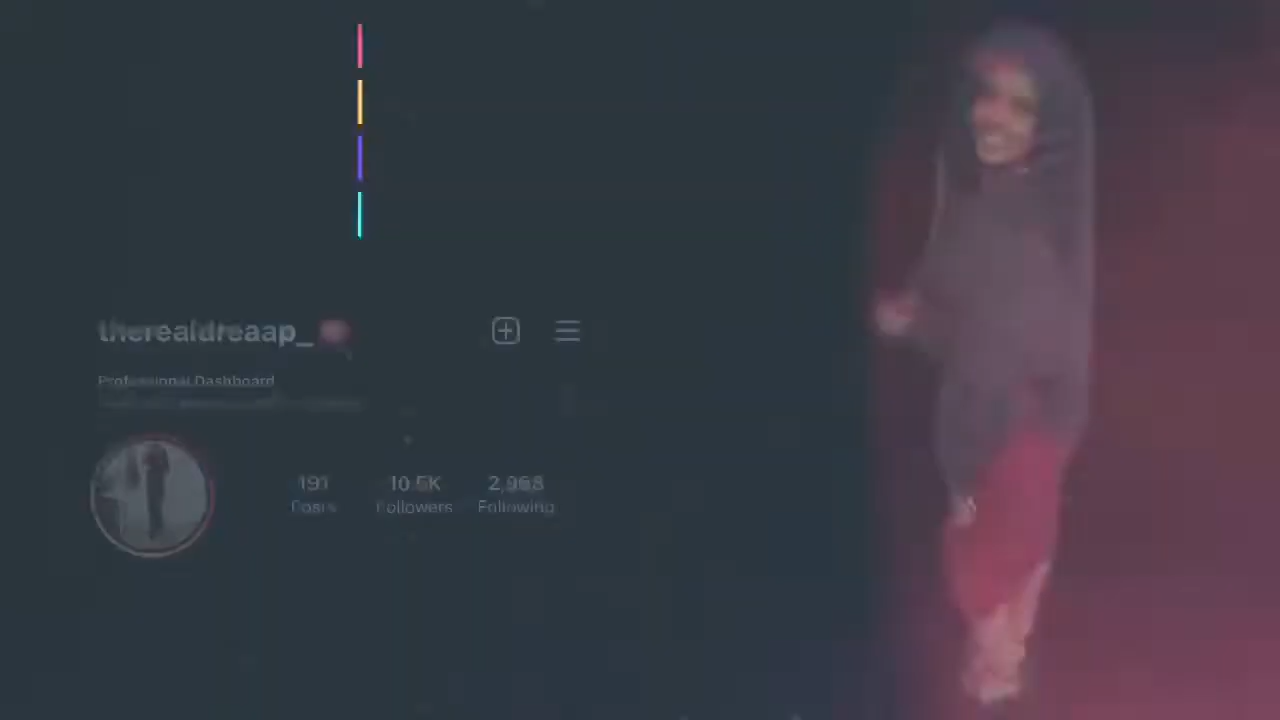 therealdreaap_
Professional Dashboard
191 10.5K 2,968
Posts Followers Following